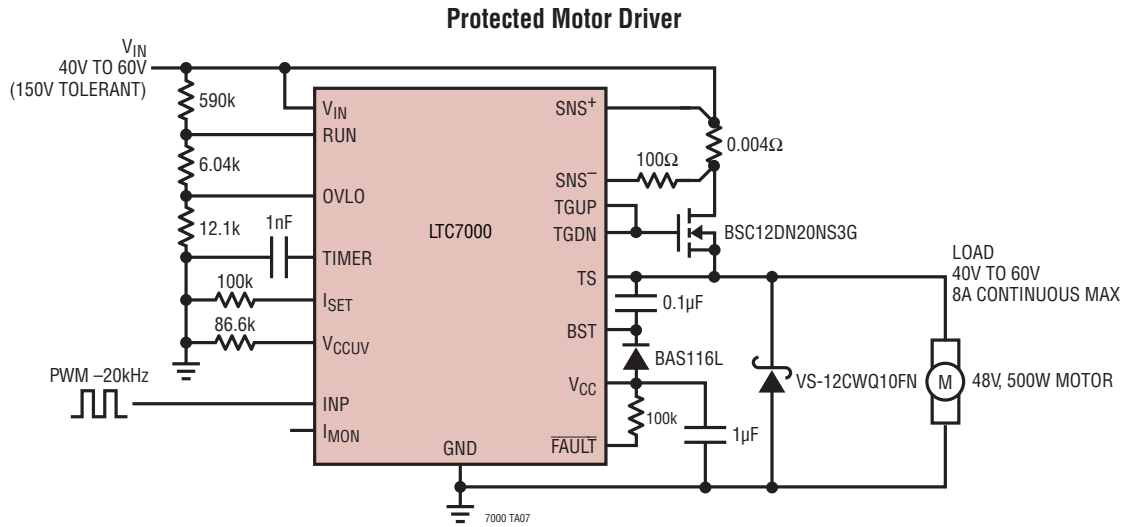 Protected Motor Driver
VIN
40V TO 60V
(150V TOLERANT)
590k
6.04k
12.1k
1nF
100k
86.6k
PWM –20kHz
VIN
RUN
OVLO
TIMER
ISET
VCCUV
INP
IMON
LTC7000
GND
SNS+
SNS–
TGUP
TGDN
TS
BST
VCC
FAULT
100Ω
0.004Ω
BSC12DN20NS3G
0.1µF
BAS116L
100k
1µF
VS-12CWQ10FN
LOAD
40V TO 60V
8A CONTINUOUS MAX
M
48V, 500W MOTOR
7000 TA07